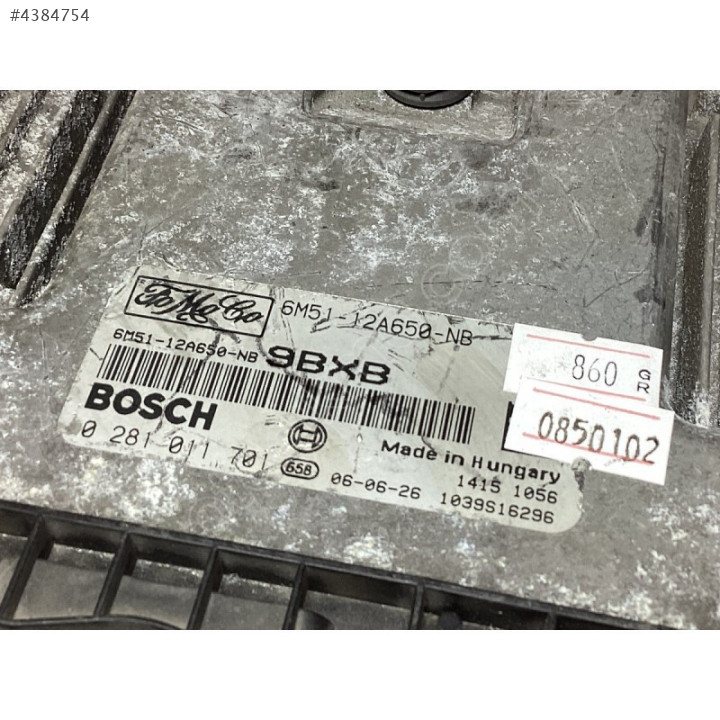 #4384754
FoMoCo
6M51-12A650-NB
6M51-12A650-NB 9BXB
BOSCH
0 281 011 701
658
06-06-26
Made in Hungary
1415 1056
1039S16296
860 GR
0850102